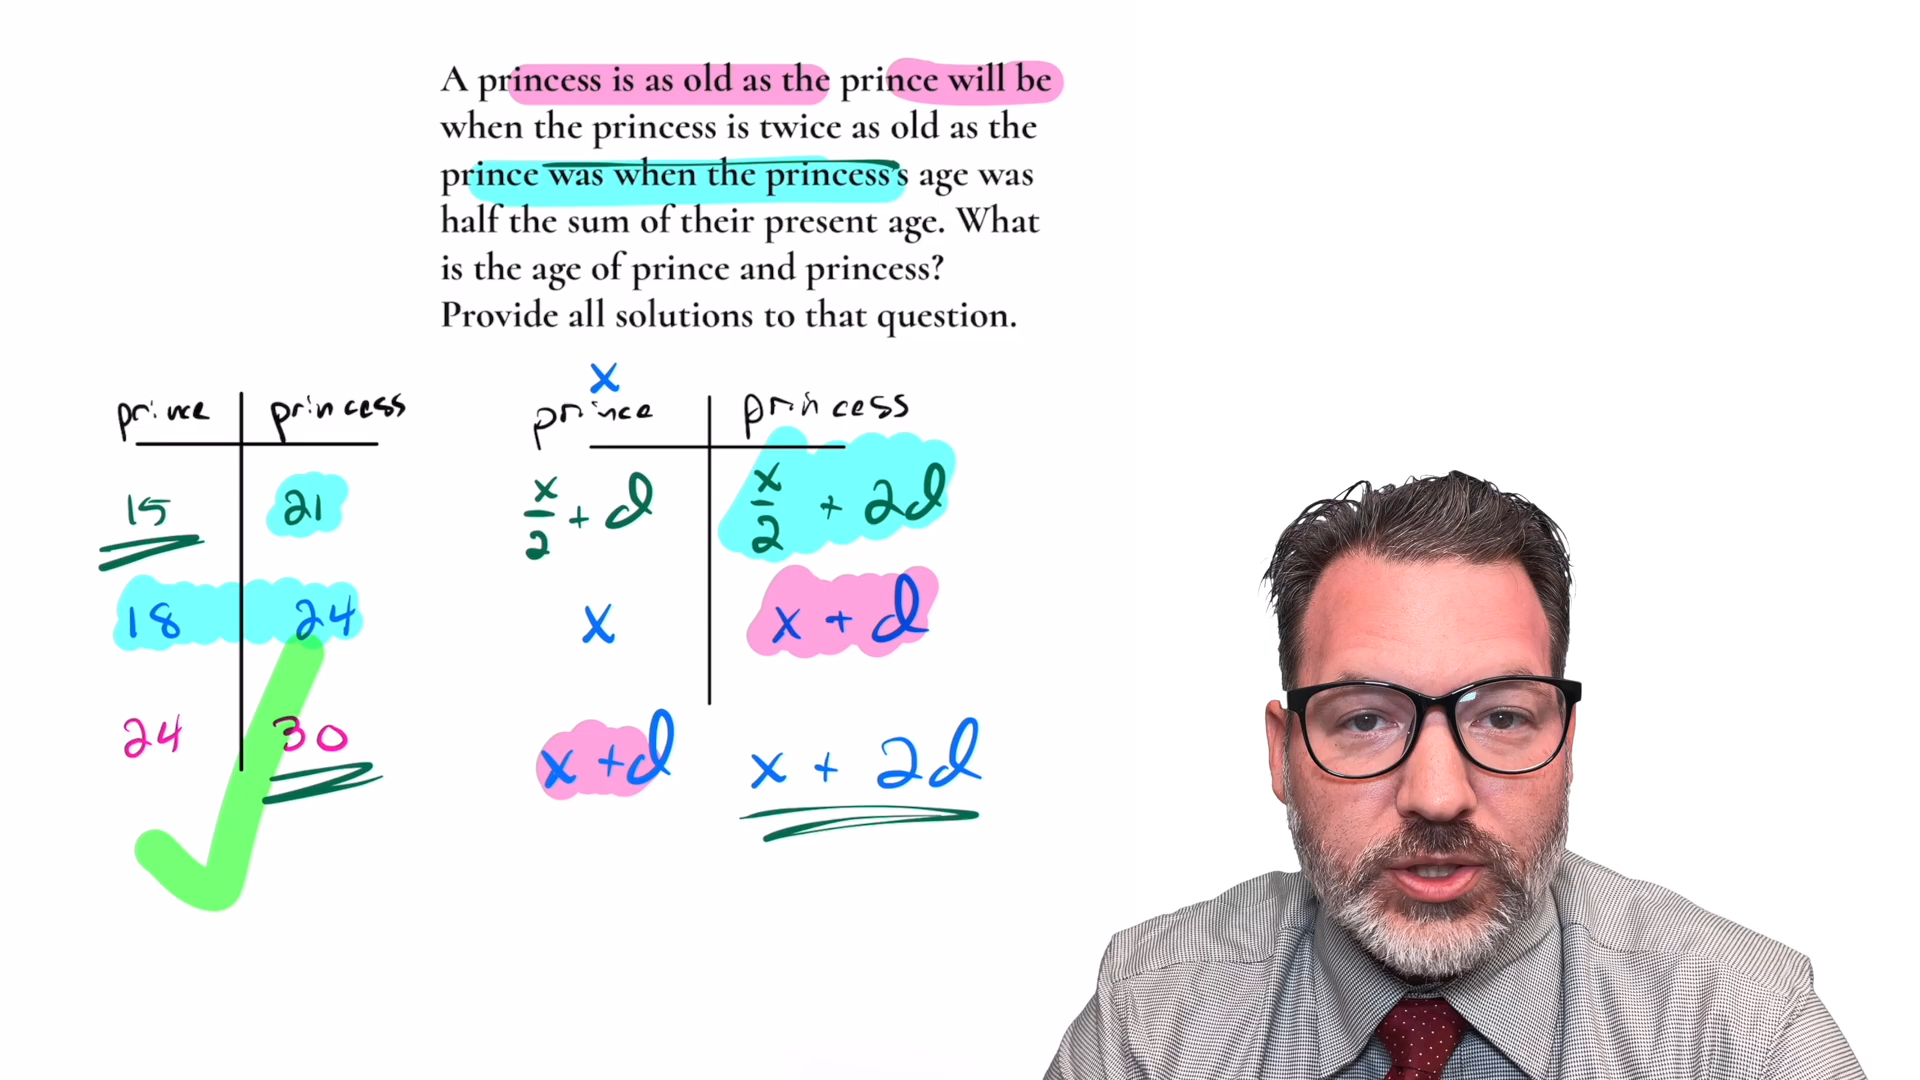 A princess is as old as the prince will be
when the princess is twice as old as the
prince was when the princess's age was
half the sum of their present age. What
is the age of prince and princess?
Provide all solutions to that question.
prince princess
15 21
18 24
24 30
x
prince princess
x/2 + d x/2 + 2d
x x + d
x + d x + 2d